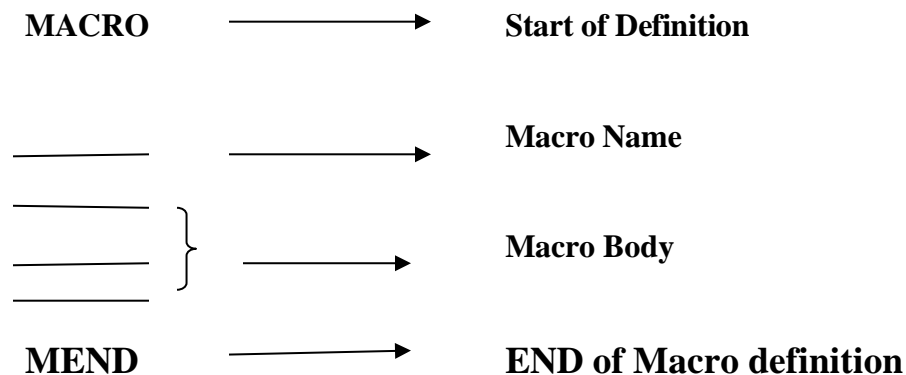 MACRO Start of Definition
Macro Name
Macro Body
MEND END of Macro definition